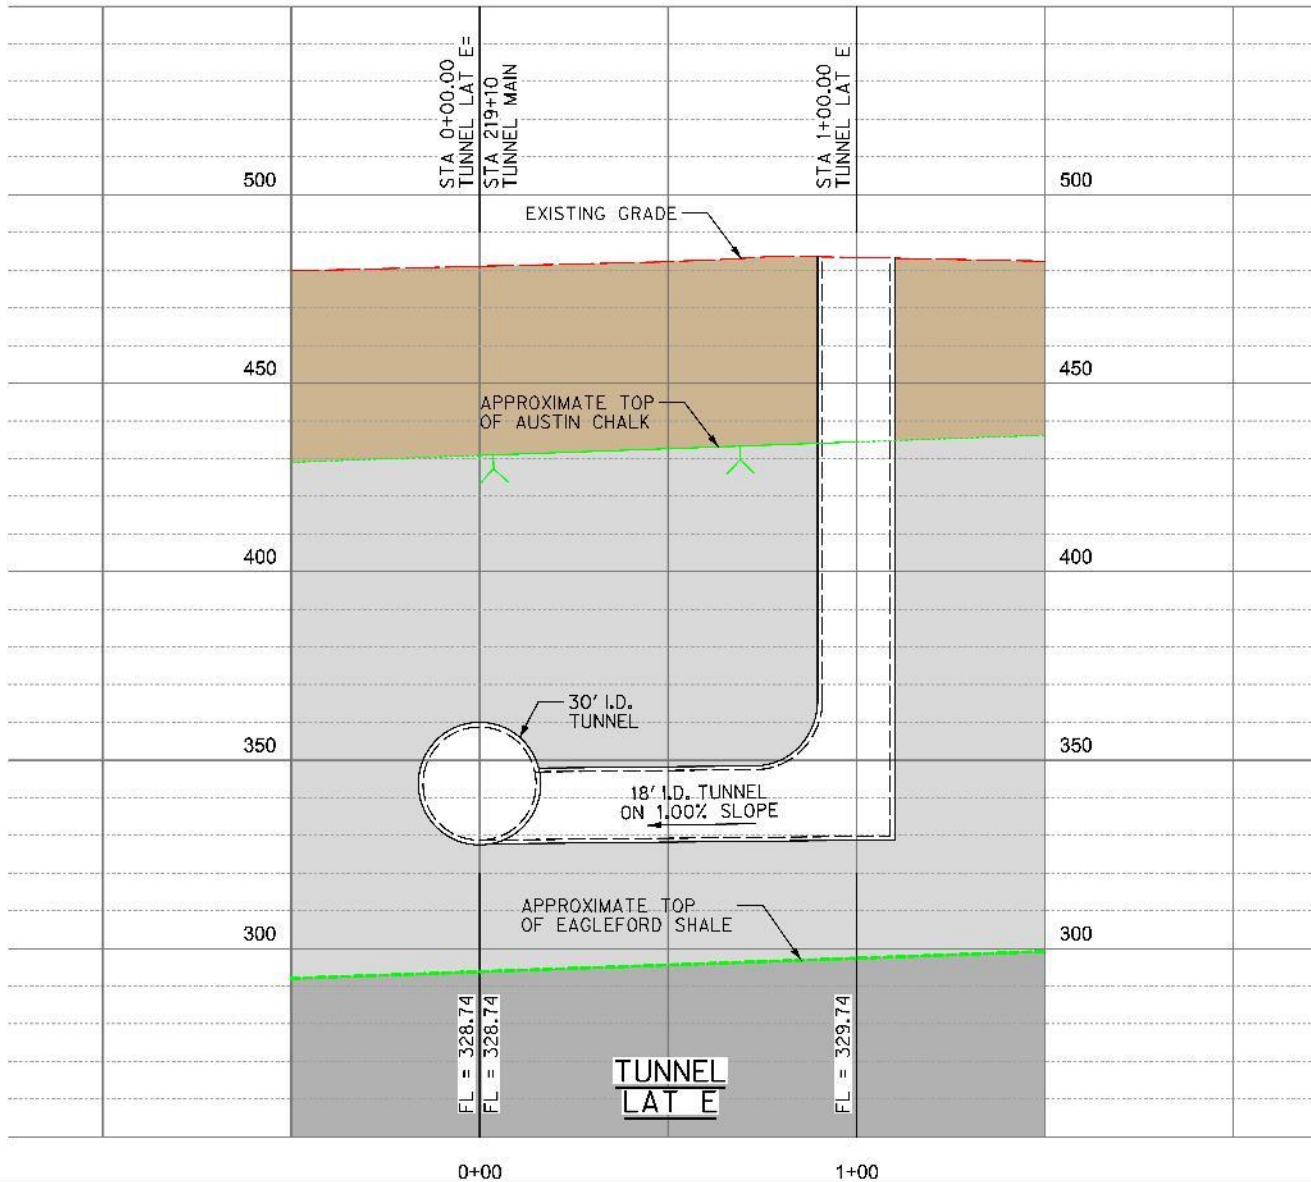 STA 0+00.00
TUNNEL LAT E=
STA 219+10
TUNNEL MAIN
STA 1+00.00
TUNNEL LAT E
500
500
EXISTING GRADE
450
450
APPROXIMATE TOP
OF AUSTIN CHALK
400
400
30' I.D.
TUNNEL
350
350
18' I.D. TUNNEL
ON 1.00% SLOPE
APPROXIMATE TOP
OF EAGLEFORD SHALE
300
300
FL = 328.74
FL = 328.74
FL = 329.74
TUNNEL
LAT E
0+00
1+00